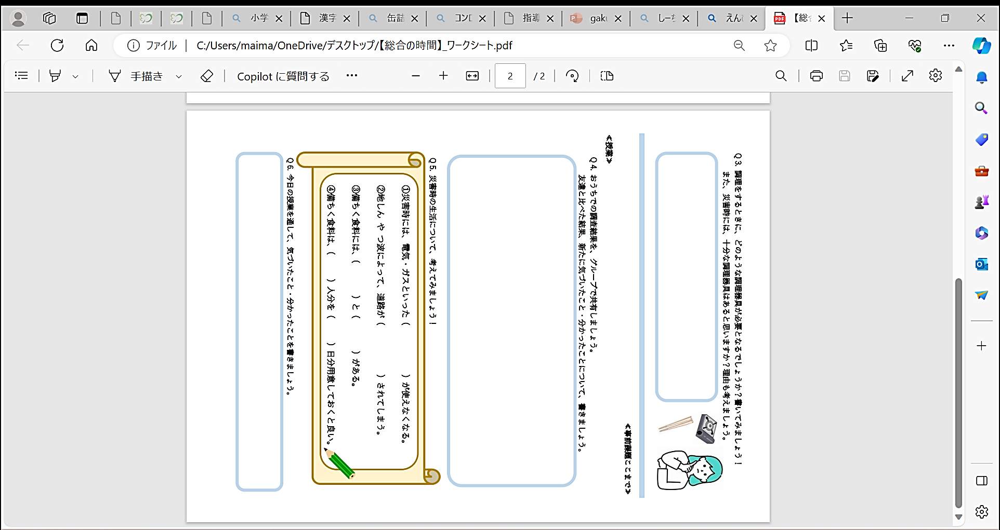 小学
漢字
缶詰
コンロ
指導
gaku
しーち
えんぴ
【総合
ファイル
C:/Users/maima/OneDrive/デスクトップ/【総合の時間】_ワークシート.pdf
手描き
Copilot に質問する
2
/ 2
Q3. 調理をするときに、どのような調理器具が必要となるでしょうか？書いてみましょう！
また、災害時には、十分な調理器具はあると思いますか？理由も考えましょう。
≪事前課題ここまで≫
≪授業≫
Q4. おうちでの調査結果を、グループで共有しましょう。
友達と比べた結果、新たに気づいたこと・分かったことについて、書きましょう。
Q5. 災害時の生活について、考えてみましょう！
①災害時には、電気・ガスといった（　　　　）が使えなくなる。
②地しん や つ波によって、道路が（　　　　）されてしまう。
③備ちく食料には、（　　　）と（　　　）がある。
④備ちく食料は、（　　）人分を（　　）日分用意しておくと良い。
Q6. 今日の授業を通して、気づいたこと・分かったことを書きましょう。